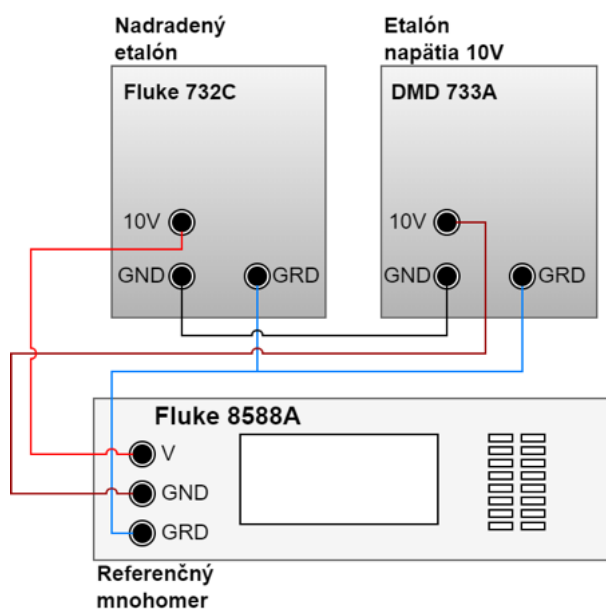 Nadradený
etalón
Etalón
napätia 10V
Fluke 732C
DMD 733A
10V
10V
GND
GRD
GND
GRD
Fluke 8588A
V
GND
GRD
Referenčný
mnohomer